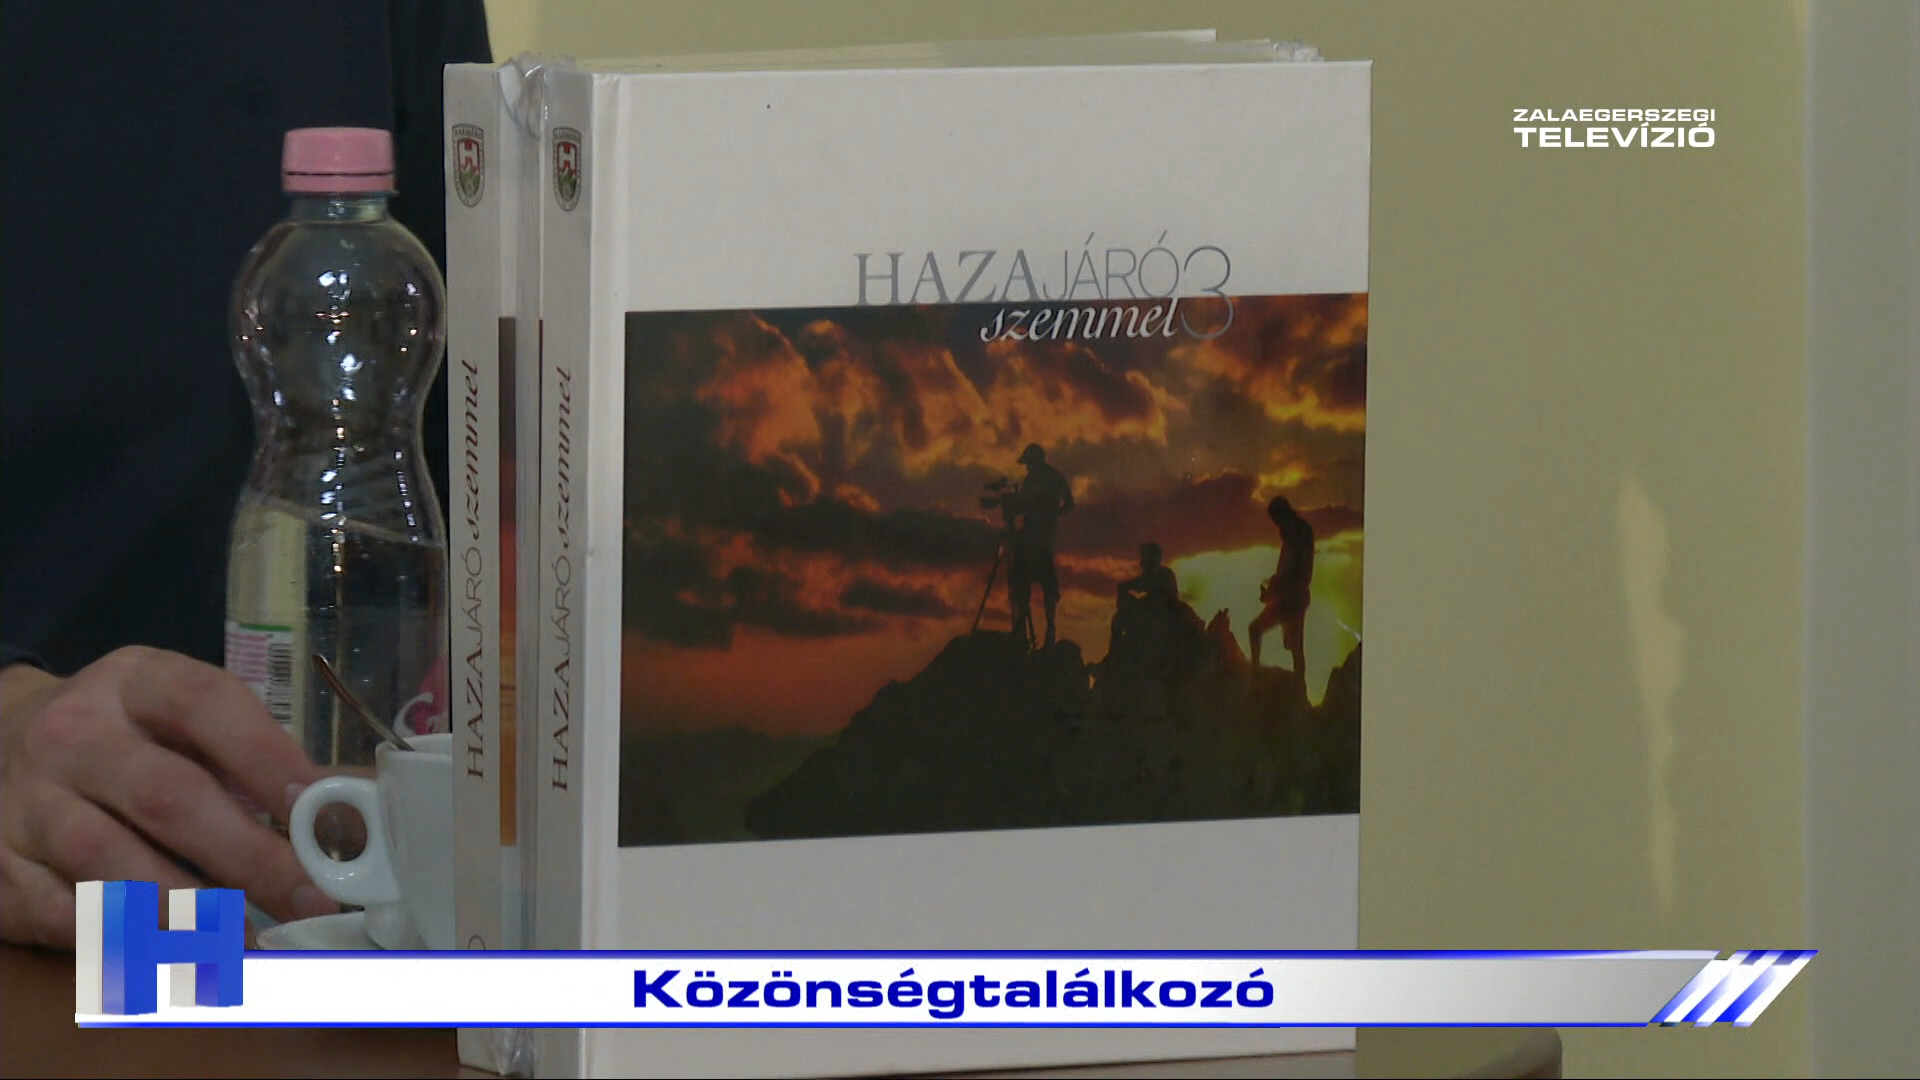 ZALAEGERSZEGI
TELEVÍZIÓ
HAZAJÁRÓ 3
szemmel
HAZAJÁRÓ szemmel
HAZAJÁRÓ szemmel
H
Közönségtalálkozó